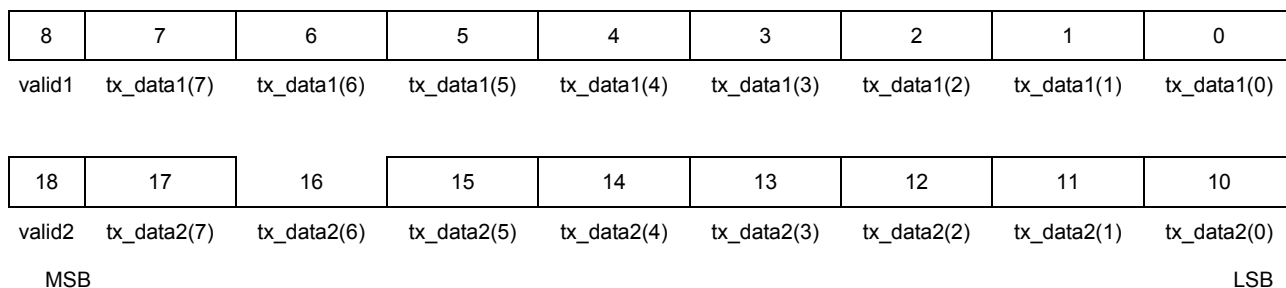 8 7 6 5 4 3 2 1 0
valid1 tx_data1(7) tx_data1(6) tx_data1(5) tx_data1(4) tx_data1(3) tx_data1(2) tx_data1(1) tx_data1(0)
18 17 16 15 14 13 12 11 10
valid2 tx_data2(7) tx_data2(6) tx_data2(5) tx_data2(4) tx_data2(3) tx_data2(2) tx_data2(1) tx_data2(0)
MSB LSB